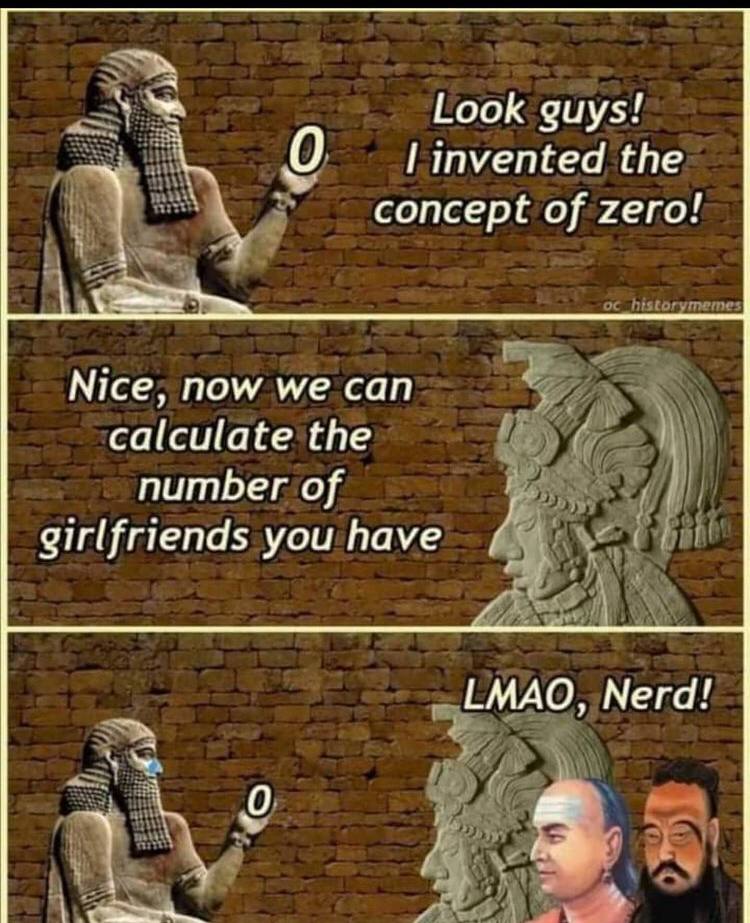 Look guys!
0 I invented the
concept of zero!
oc_historymemes
Nice, now we can
calculate the
number of
girlfriends you have
LMAO, Nerd!
0